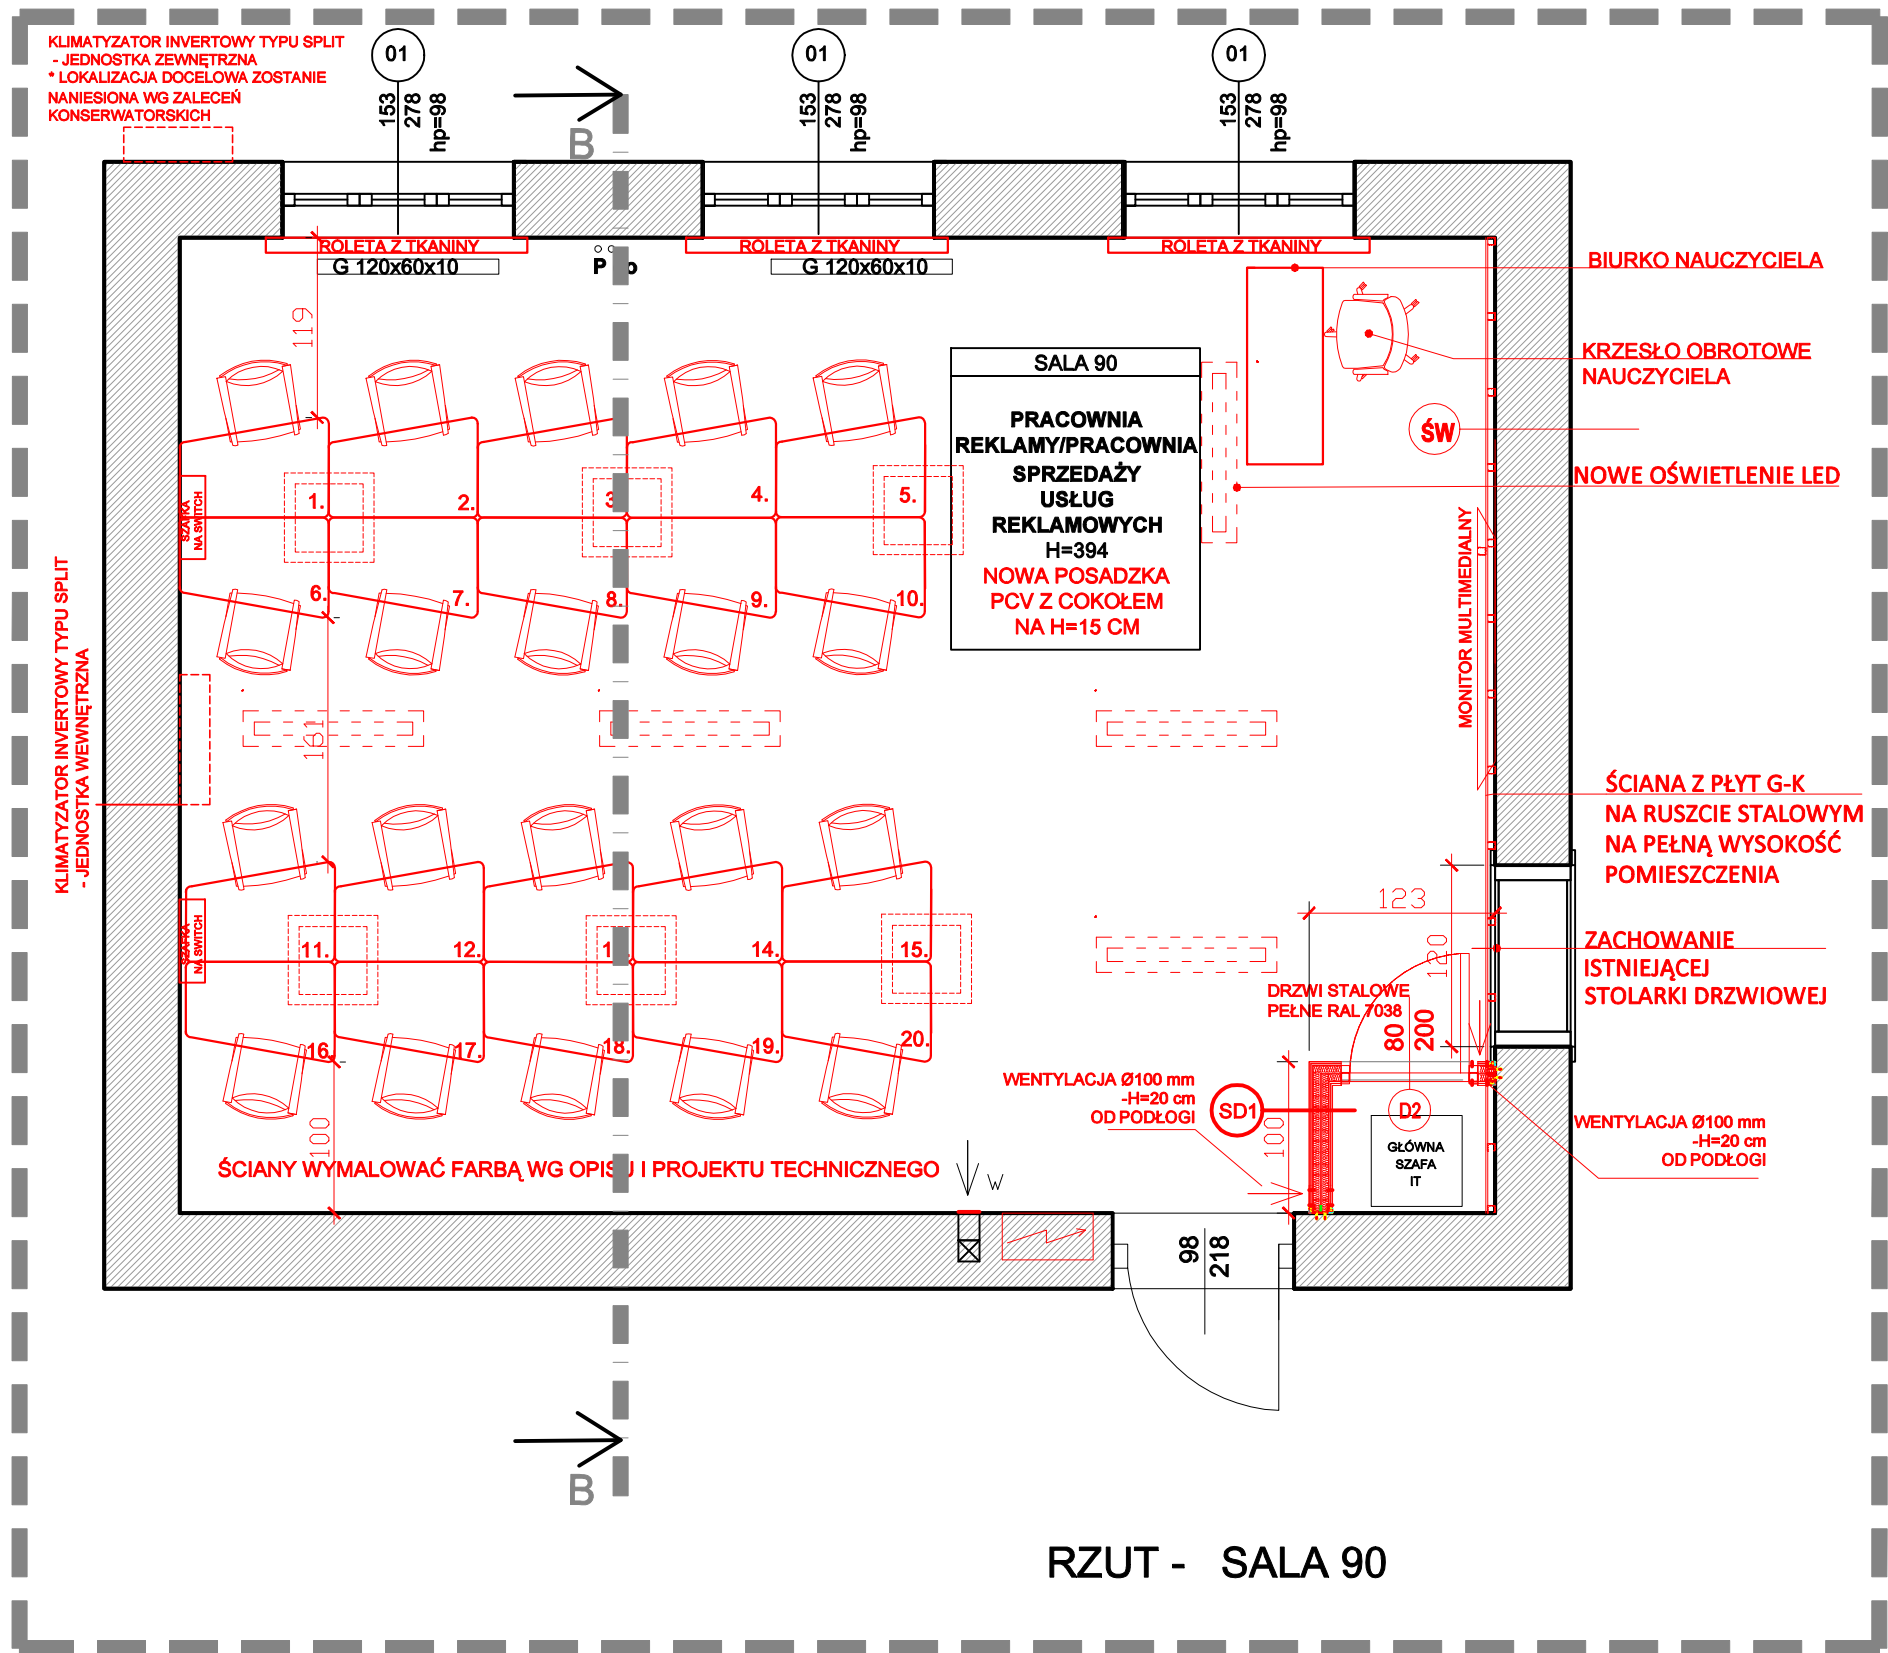 KLIMATYZATOR INVERTOWY TYPU SPLIT
- JEDNOSTKA ZEWNĘTRZNA
* LOKALIZACJA DOCELOWA ZOSTANIE
NANIESIONA WG ZALECEŃ
KONSERWATORSKICH
01
153
278
hp=98
B
01
153
278
hp=98
01
153
278
hp=98
ROLETA Z TKANINY
ROLETA Z TKANINY
ROLETA Z TKANINY
G 120x60x10
P p
G 120x60x10
BIURKO NAUCZYCIELA
119
KRZESŁO OBROTOWE
NAUCZYCIELA
ŚW
NOWE OŚWIETLENIE LED
SALA 90
PRACOWNIA
REKLAMY/PRACOWNIA
SPRZEDAŻY
USŁUG
REKLAMOWYCH
H=394
NOWA POSADZKA
PCV Z COKOŁEM
NA H=15 CM
1.
2.
3
4.
5.
SZAFKA
NA SWITCH
6.
7.
8.
9.
10.
MONITOR MULTIMEDIALNY
KLIMATYZATOR INVERTOWY TYPU SPLIT
- JEDNOSTKA WEWNĘTRZNA
161
ŚCIANA Z PŁYT G-K
NA RUSZCIE STALOWYM
NA PEŁNĄ WYSOKOŚĆ
POMIESZCZENIA
123
120
ZACHOWANIE
ISTNIEJĄCEJ
STOLARKI DRZWIOWEJ
11.
12.
1
14.
15.
SZAFKA
NA SWITCH
16.
17.
18.
19.
20.
DRZWI STALOWE
PEŁNE RAL 7038
80
200
WENTYLACJA Ø100 mm
-H=20 cm
OD PODŁOGI
SD1
D2
100
100
GŁÓWNA
SZAFA
IT
WENTYLACJA Ø100 mm
-H=20 cm
OD PODŁOGI
ŚCIANY WYMALOWAĆ FARBĄ WG OPISU I PROJEKTU TECHNICZNEGO
W
98
218
B
RZUT - SALA 90